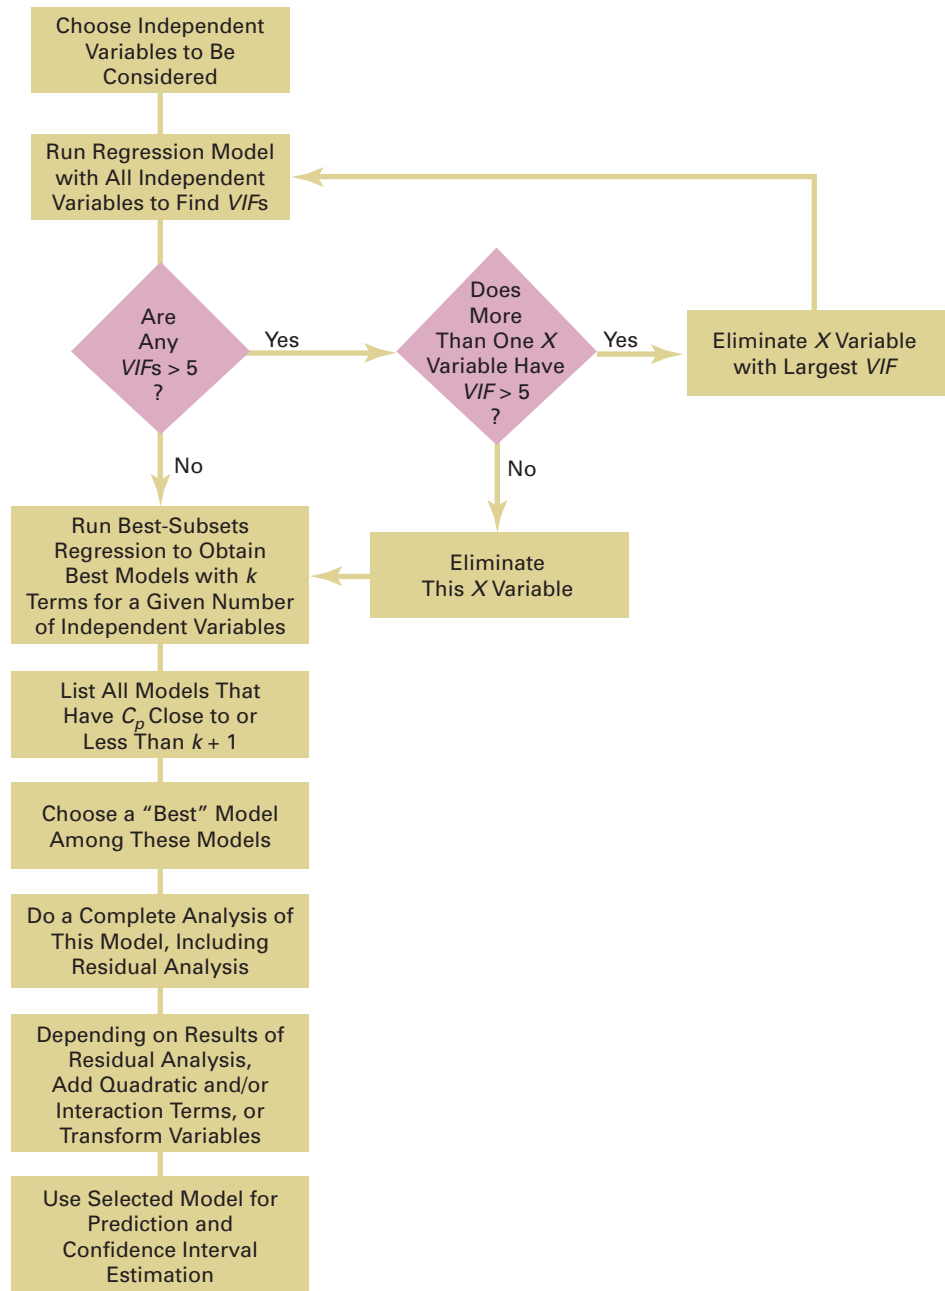 Choose Independent
Variables to Be
Considered
Run Regression Model
with All Independent
Variables to Find VIFs
Are
Any
VIFs > 5
?
Yes
Does
More
Than One X
Variable Have
VIF > 5
?
Yes
Eliminate X Variable
with Largest VIF
No
No
Run Best-Subsets
Regression to Obtain
Best Models with k
Terms for a Given Number
of Independent Variables
Eliminate
This X Variable
List All Models That
Have Cp Close to or
Less Than k + 1
Choose a “Best” Model
Among These Models
Do a Complete Analysis of
This Model, Including
Residual Analysis
Depending on Results of
Residual Analysis,
Add Quadratic and/or
Interaction Terms, or
Transform Variables
Use Selected Model for
Prediction and
Confidence Interval
Estimation